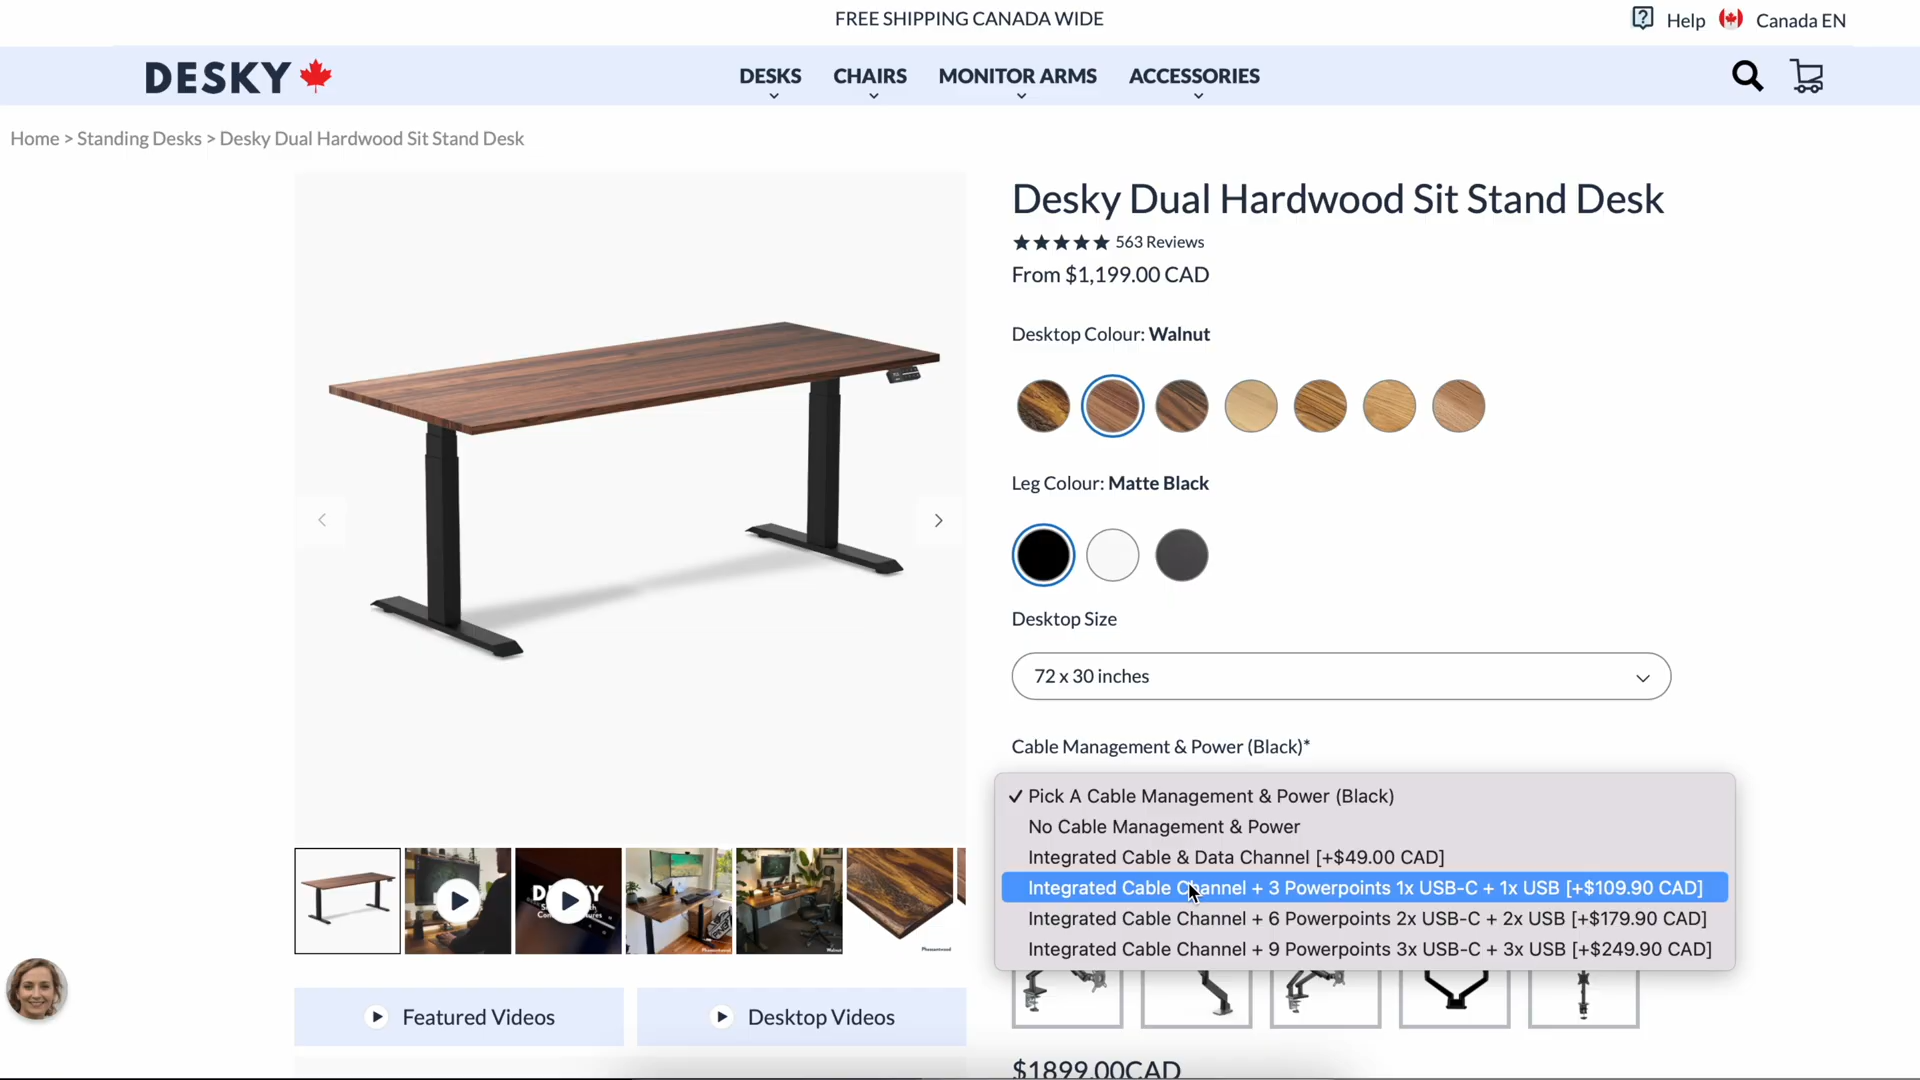 FREE SHIPPING CANADA WIDE
Help
Canada EN
DESKY
DESKS
CHAIRS
MONITOR ARMS
ACCESSORIES
Home > Standing Desks > Desky Dual Hardwood Sit Stand Desk
Desky Dual Hardwood Sit Stand Desk
563 Reviews
From $1,199.00 CAD
Desktop Colour: Walnut
Leg Colour: Matte Black
Desktop Size
72 x 30 inches
Cable Management & Power (Black)*
✓ Pick A Cable Management & Power (Black)
No Cable Management & Power
Integrated Cable & Data Channel [+$49.00 CAD]
Integrated Cable Channel + 3 Powerpoints 1x USB-C + 1x USB [+$109.90 CAD]
Integrated Cable Channel + 6 Powerpoints 2x USB-C + 2x USB [+$179.90 CAD]
Integrated Cable Channel + 9 Powerpoints 3x USB-C + 3x USB [+$249.90 CAD]
Featured Videos
Desktop Videos
$1899.00CAD